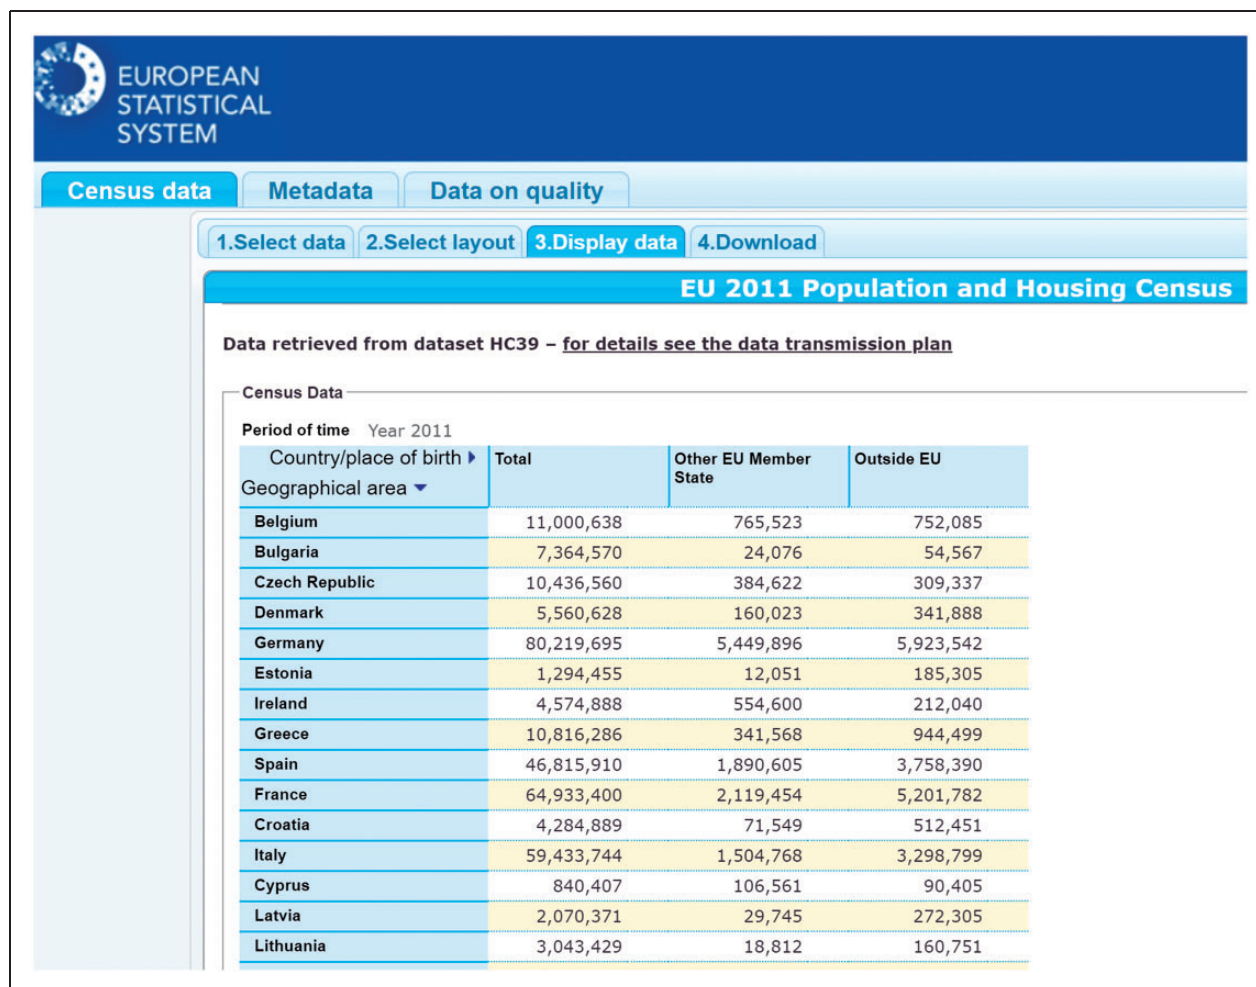 EUROPEAN
STATISTICAL
SYSTEM
Census data Metadata Data on quality
1.Select data 2.Select layout 3.Display data 4.Download
EU 2011 Population and Housing Census
Data retrieved from dataset HC39 – for details see the data transmission plan
Census Data
Period of time Year 2011
Country/place of birth Total Other EU Member State Outside EU
Geographical area
Belgium 11,000,638 765,523 752,085
Bulgaria 7,364,570 24,076 54,567
Czech Republic 10,436,560 384,622 309,337
Denmark 5,560,628 160,023 341,888
Germany 80,219,695 5,449,896 5,923,542
Estonia 1,294,455 12,051 185,305
Ireland 4,574,888 554,600 212,040
Greece 10,816,286 341,568 944,499
Spain 46,815,910 1,890,605 3,758,390
France 64,933,400 2,119,454 5,201,782
Croatia 4,284,889 71,549 512,451
Italy 59,433,744 1,504,768 3,298,799
Cyprus 840,407 106,561 90,405
Latvia 2,070,371 29,745 272,305
Lithuania 3,043,429 18,812 160,751